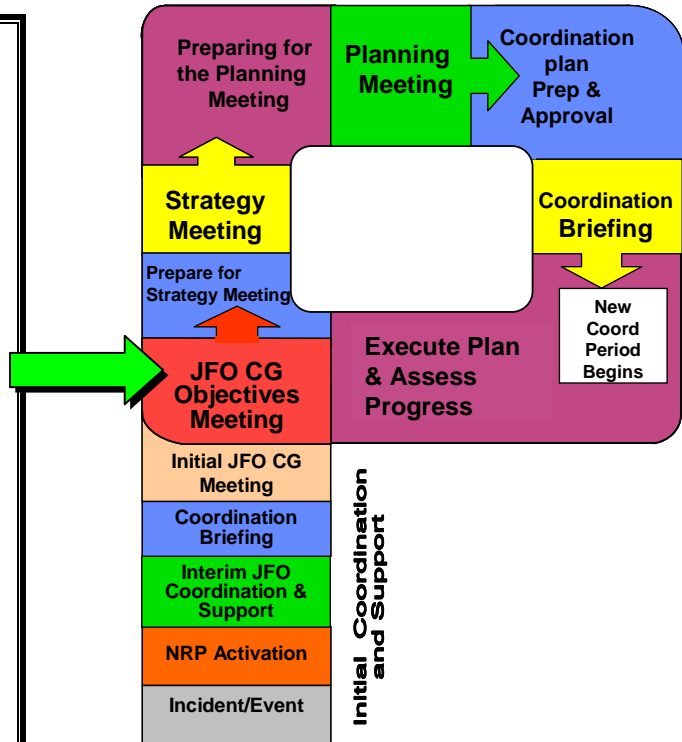 Preparing for
the Planning
Meeting
Planning
Meeting
Coordination
plan
Prep &
Approval
Strategy
Meeting
Coordination
Briefing
Prepare for
Strategy Meeting
New
Coord
Period
Begins
Execute Plan
& Assess
Progress
JFO CG
Objectives
Meeting
Initial JFO CG
Meeting
Coordination
Briefing
Interim JFO
Coordination &
Support
NRP Activation
Incident/Event
Initial Coordination
and Support